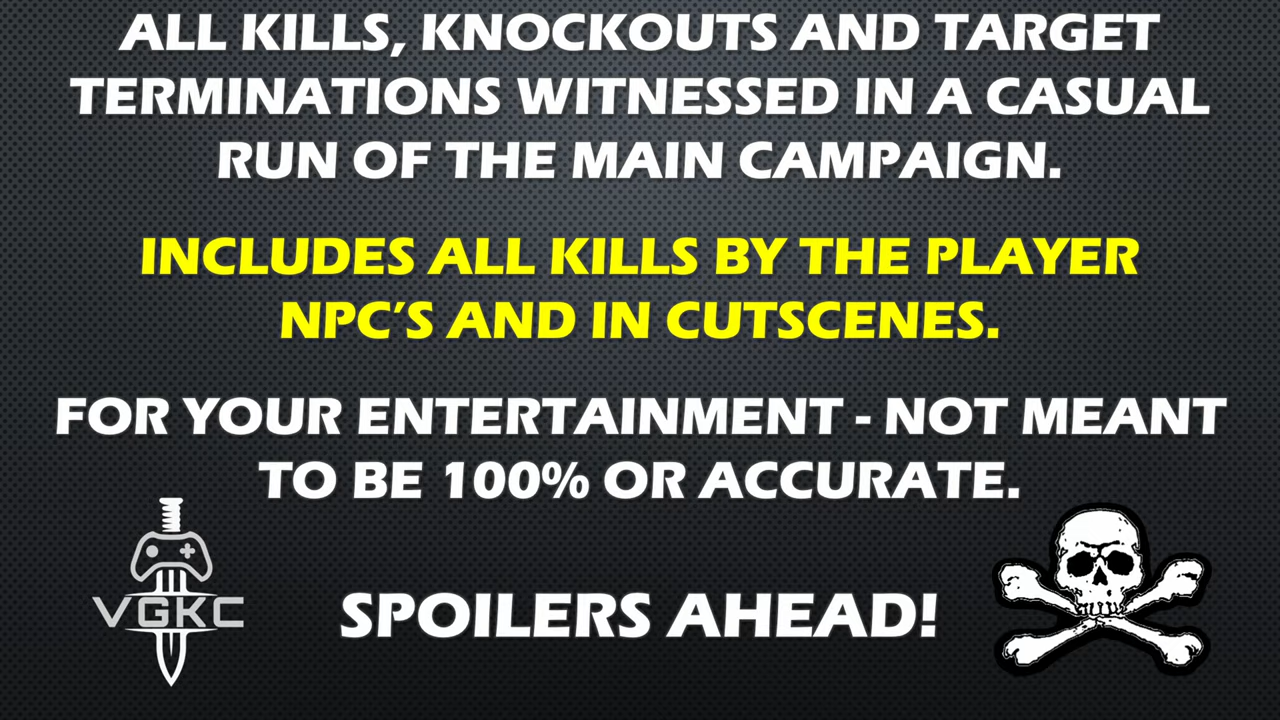 ALL KILLS, KNOCKOUTS AND TARGET
TERMINATIONS WITNESSED IN A CASUAL
RUN OF THE MAIN CAMPAIGN.
INCLUDES ALL KILLS BY THE PLAYER
NPC'S AND IN CUTSCENES.
FOR YOUR ENTERTAINMENT - NOT MEANT
TO BE 100% OR ACCURATE.
VGKC
SPOILERS AHEAD!